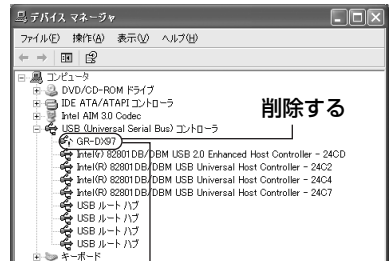 デバイス マネージャ
ファイル(F) 操作(A) 表示(V) ヘルプ(H)
コンピュータ
DVD/CD-ROM ドライブ
IDE ATA/ATAPI コントローラ
Intel AIM 3.0 Codec
削除する
USB (Universal Serial Bus) コントローラ
GR-DX97
Intel(r) 82801DB/DBM USB 2.0 Enhanced Host Controller - 24CD
Intel(R) 82801DB/DBM USB Universal Host Controller - 24C2
Intel(R) 82801DB/DBM USB Universal Host Controller - 24C4
Intel(R) 82801DB/DBM USB Universal Host Controller - 24C7
USB ルート ハブ
USB ルート ハブ
USB ルート ハブ
USB ルート ハブ
キーボード